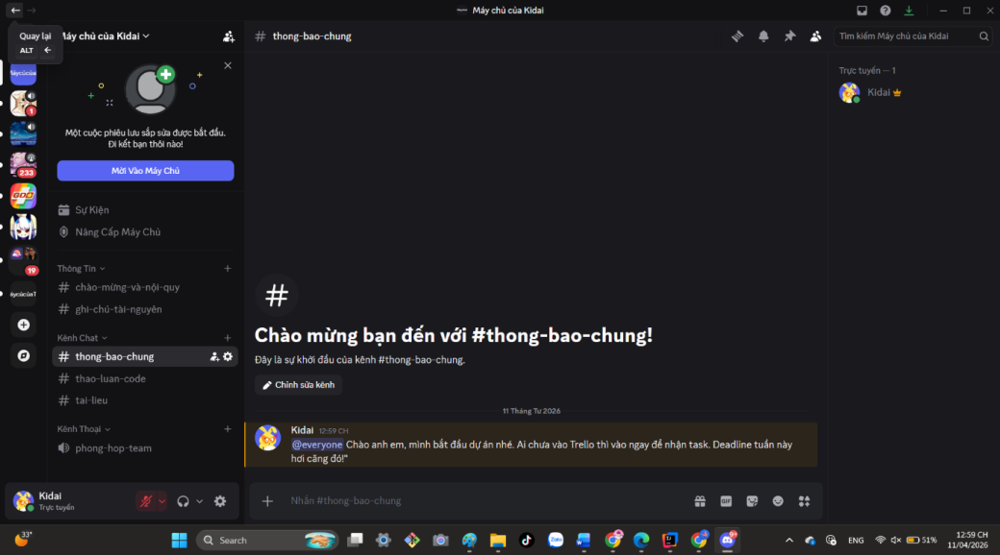 Máy chủ của Kidai
Quay lại
ALT ←
Máy chủ của Kidai
# thong-bao-chung
Tìm kiếm Máy chủ của Kidai
Một cuộc phiêu lưu sắp sửa được bắt đầu.
Đi kết bạn thôi nào!
Mời Vào Máy Chủ
1
233
GDD
19
Sự Kiện
Nâng Cấp Máy Chủ
Thông Tin
# chào-mừng-và-nội-quy
# ghi-chú-tài-nguyên
Kênh Chat
# thong-bao-chung
# thao-luan-code
# tai-lieu
Kênh Thoại
phong-hop-team
Kidai
Trực tuyến
#
Chào mừng bạn đến với #thong-bao-chung!
Đây là sự khởi đầu của kênh #thong-bao-chung.
Chỉnh sửa kênh
11 Tháng Tư 2026
Kidai 12:59 CH
@everyone Chào anh em, mình bắt đầu dự án nhé. Ai chưa vào Trello thì vào ngay để nhận task. Deadline tuần này
hơi căng đó!"
Nhắn #thong-bao-chung
GIF
Trực tuyến — 1
Kidai
33°
Search
Zalo
ENG
51%
12:59 CH
11/04/2026